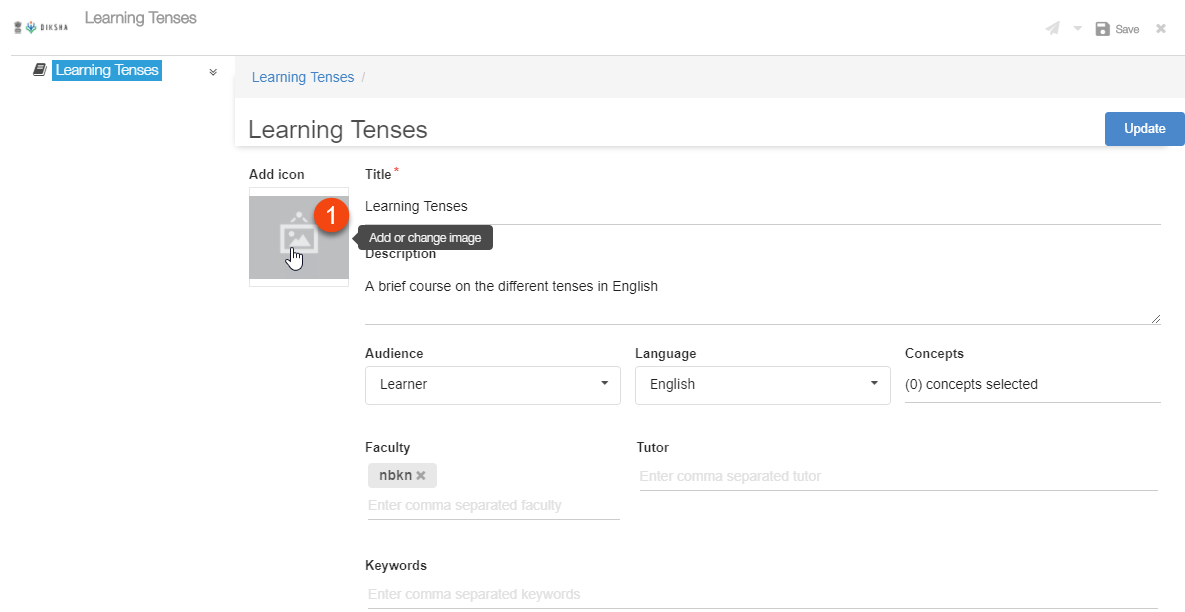 DIKSHA
Learning Tenses
Save
Learning Tenses
Learning Tenses /
Learning Tenses
Update
Add icon
Title *
1
Learning Tenses
Add or change image
Description
A brief course on the different tenses in English
Audience
Language
Concepts
Learner
English
(0) concepts selected
Faculty
Tutor
nbkn
Enter comma separated tutor
Enter comma separated faculty
Keywords
Enter comma separated keywords